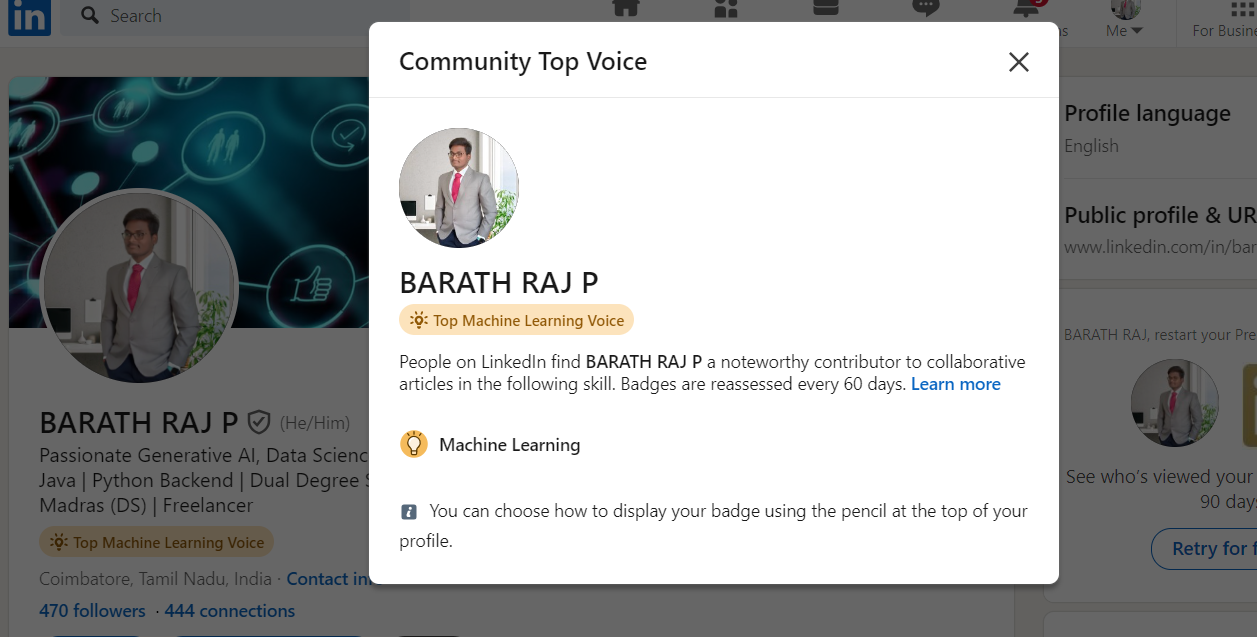 in
Search
Me
For Busine
Community Top Voice
BARATH RAJ P
Top Machine Learning Voice
People on LinkedIn find BARATH RAJ P a noteworthy contributor to collaborative
articles in the following skill. Badges are reassessed every 60 days. Learn more
Machine Learning
You can choose how to display your badge using the pencil at the top of your
profile.
BARATH RAJ P (He/Him)
Passionate Generative AI, Data Scienc
Java | Python Backend | Dual Degree
Madras (DS) | Freelancer
Top Machine Learning Voice
Coimbatore, Tamil Nadu, India · Contact in
470 followers · 444 connections
Profile language
English
Public profile & UR
www.linkedin.com/in/bar
BARATH RAJ, restart your Pre
See who's viewed your
90 day
Retry for f